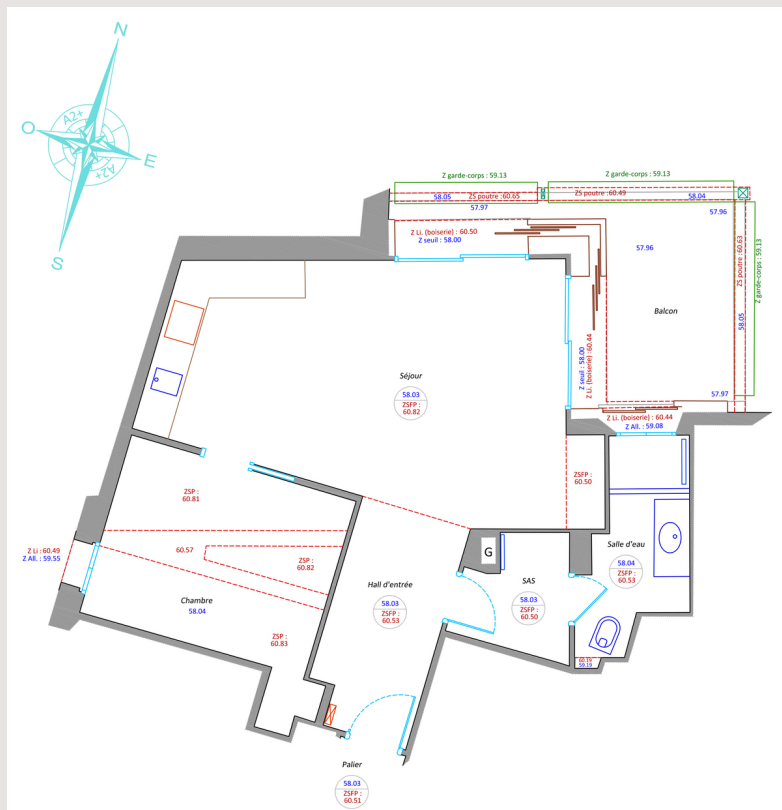 N
A2+
O
E
A2+
S
Z garde-corps : 59.13
Z garde-corps : 59.13
58.05
ZS poutre : 60.65
ZS poutre : 60.49
58.04
57.97
57.96
Z Li. (boiserie) : 60.50
Z seuil : 58.00
57.96
ZS poutre : 60.63
Z garde-corps : 59.13
58.05
Balcon
Z seuil : 58.00
Z Li. (boiserie) : 60.44
57.97
Z Li. (boiserie) : 60.44
Z All. : 59.08
Séjour
58.03
ZSFP :
60.82
ZSFP :
60.50
ZSP :
60.81
60.57
ZSP :
60.82
Z Li : 60.49
Z All. : 59.55
Chambre
58.04
ZSP :
60.83
Hall d'entrée
58.03
ZSFP :
60.53
G
SAS
58.03
ZSFP :
60.50
Salle d'eau
58.04
ZSFP :
60.53
60.19
59.19
Palier
58.03
ZSFP :
60.51